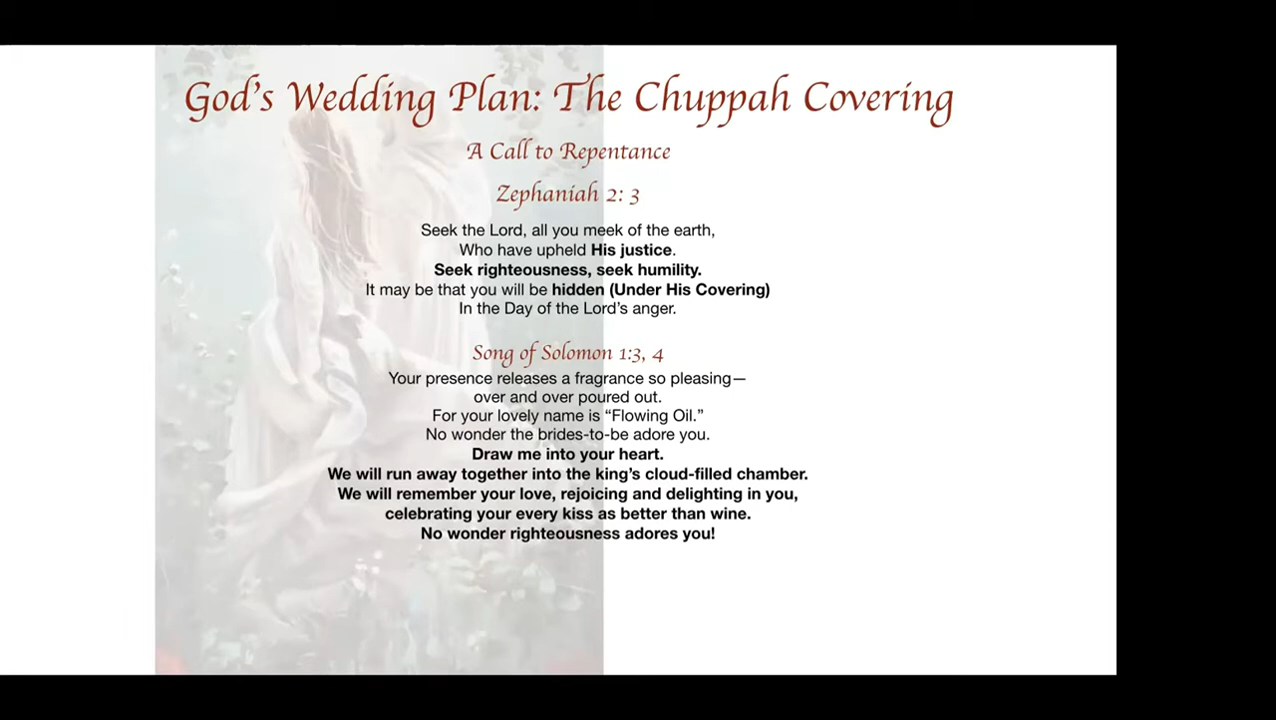 God's Wedding Plan: The Chuppah Covering
A Call to Repentance
Zephaniah 2: 3
Seek the Lord, all you meek of the earth,
Who have upheld His justice.
Seek righteousness, seek humility.
It may be that you will be hidden (Under His Covering)
In the Day of the Lord's anger.
Song of Solomon 1:3, 4
Your presence releases a fragrance so pleasing—
over and over poured out.
For your lovely name is “Flowing Oil.”
No wonder the brides-to-be adore you.
Draw me into your heart.
We will run away together into the king's cloud-filled chamber.
We will remember your love, rejoicing and delighting in you,
celebrating your every kiss as better than wine.
No wonder righteousness adores you!